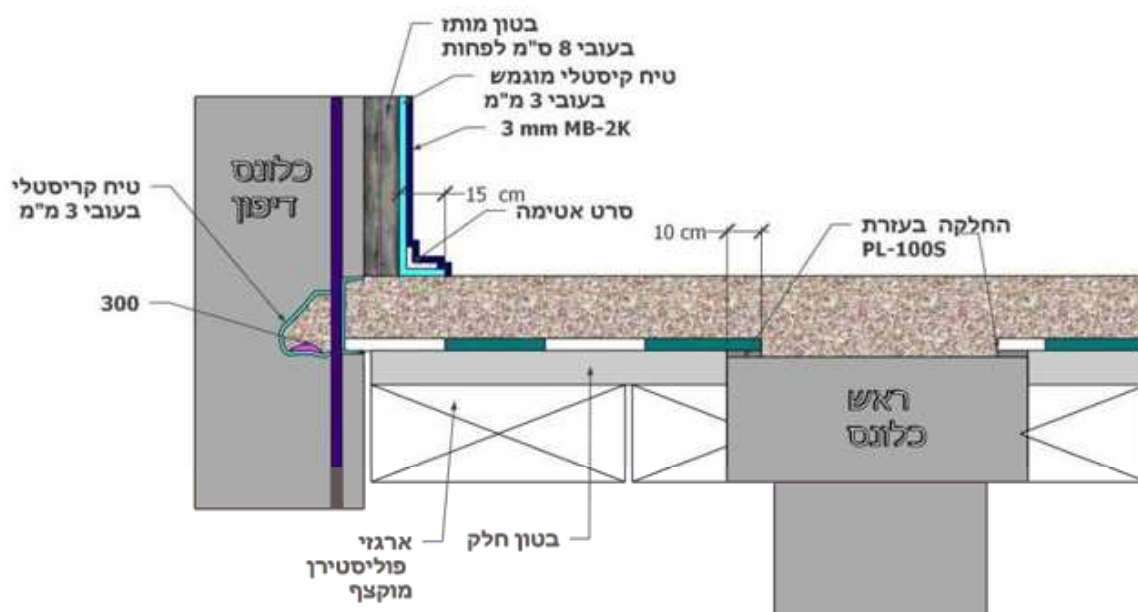 בטון מותז
בעובי 8 ס"מ לפחות
טיח קיסטלי מוגמש
בעובי 3 מ"מ
3 mm MB-2K
כלונס
דיפון
טיח קריסטלי
בעובי 3 מ"מ
15 cm
סרט אטימה
10 cm
החלקה בעזרת
PL-100S
300
ראש
כלונס
ארגזי
פוליסטירן
מוקצף
בטון חלק